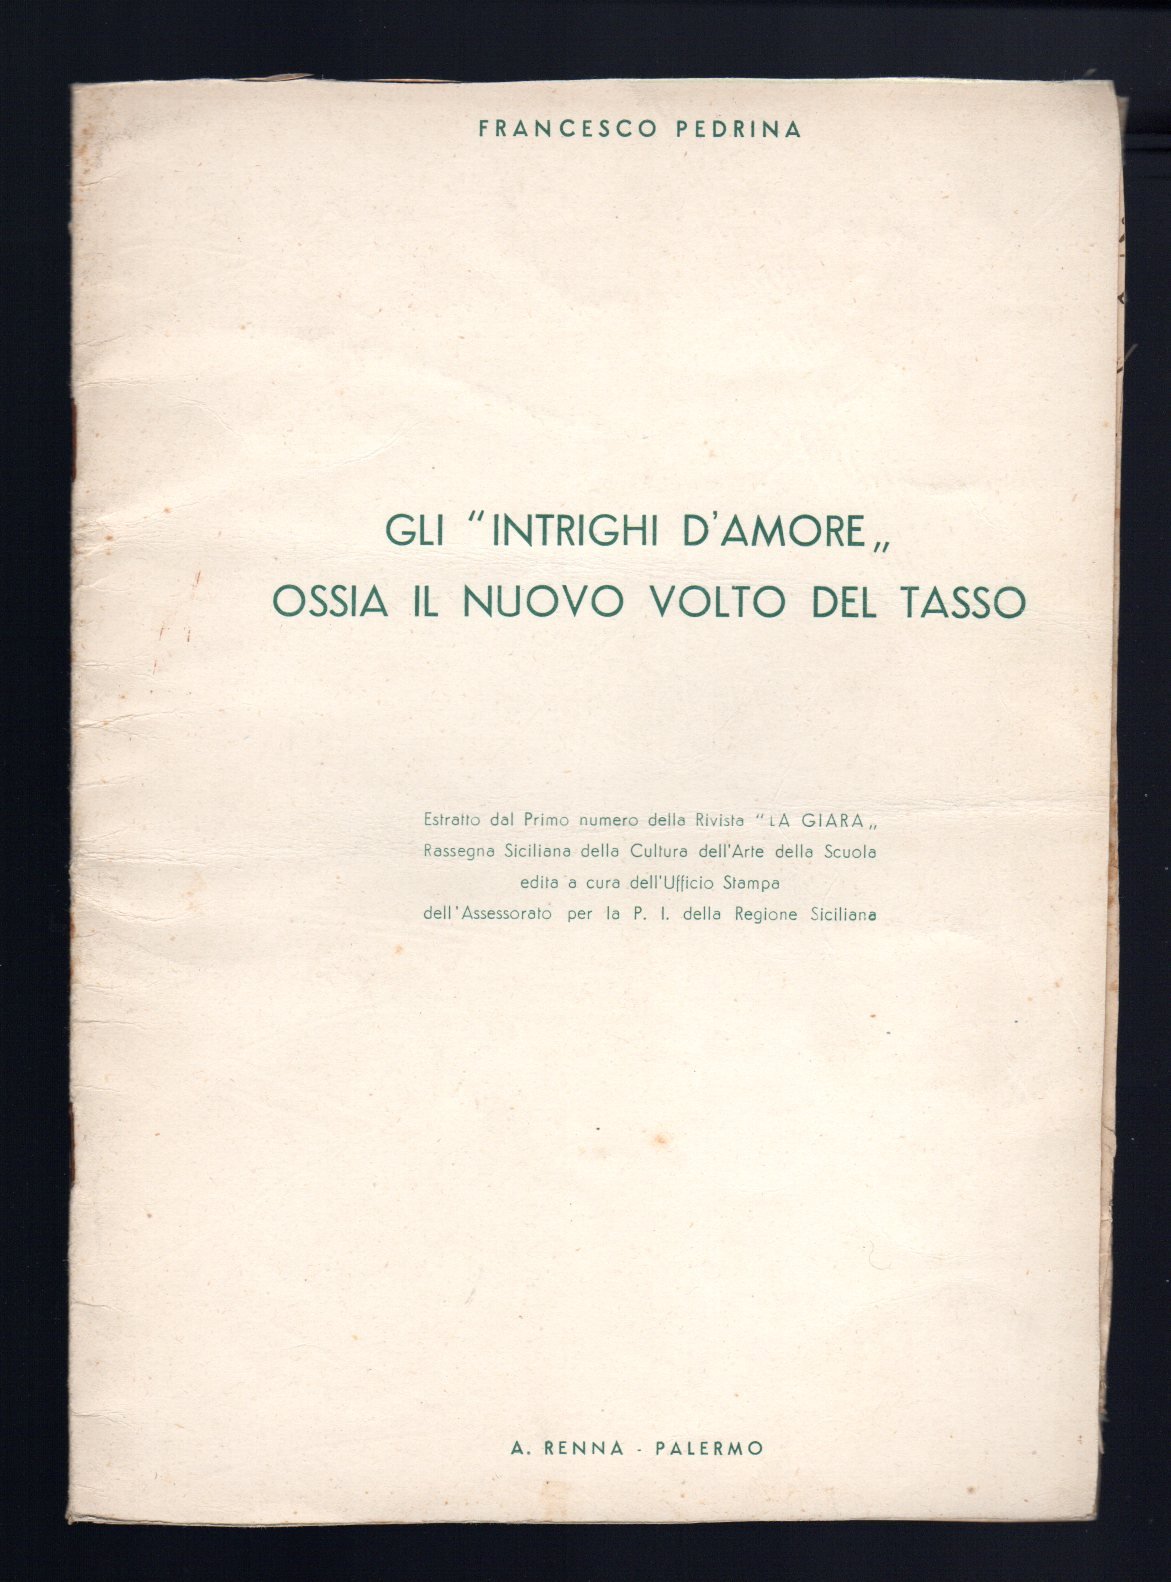 FRANCESCO PEDRINA
GLI "INTRIGHI D'AMORE„
OSSIA IL NUOVO VOLTO DEL TASSO
Estratto dal Primo numero della Rivista "LA GIARA„
Rassegna Siciliana della Cultura dell'Arte della Scuola
edita a cura dell'Ufficio Stampa
dell'Assessorato per la P. I. della Regione Siciliana
A. RENNA - PALERMO